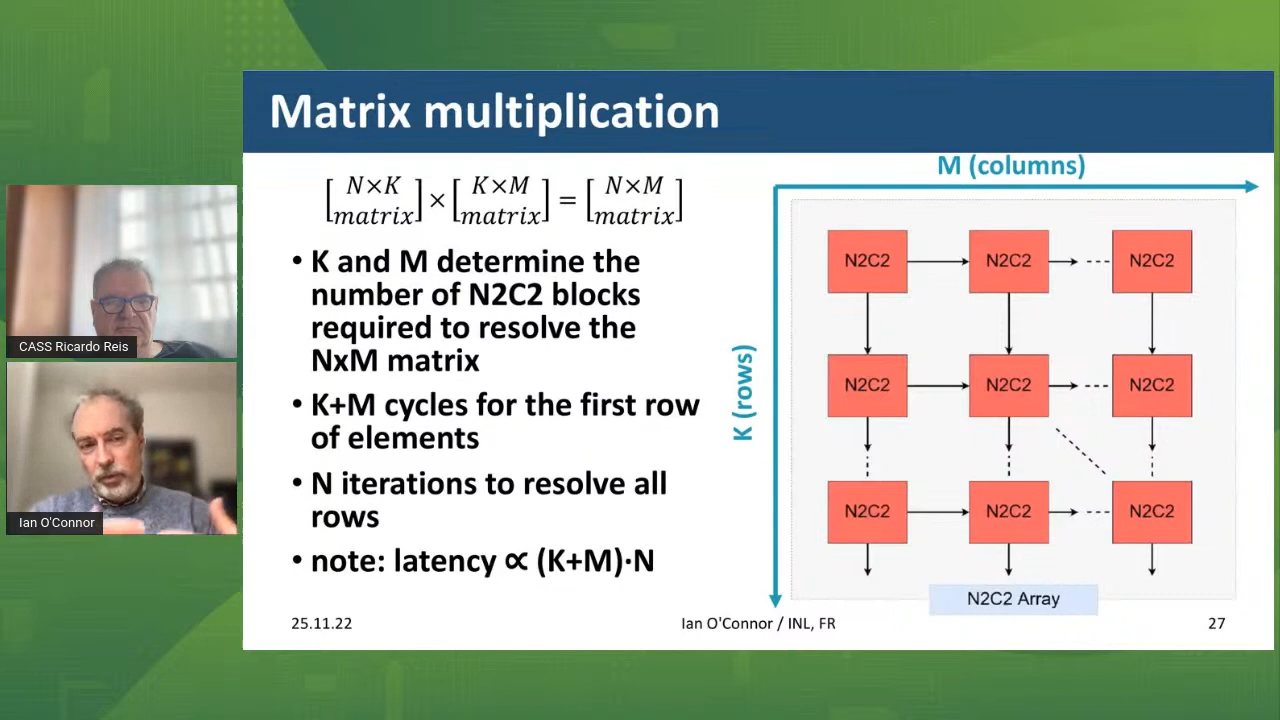 Matrix multiplication
[N×K matrix] × [K×M matrix] = [N×M matrix]
• K and M determine the
number of N2C2 blocks
required to resolve the
NxM matrix
• K+M cycles for the first row
of elements
• N iterations to resolve all
rows
• note: latency ∝ (K+M)·N
M (columns)
K (rows)
N2C2 N2C2 N2C2
N2C2 N2C2 N2C2
N2C2 N2C2 N2C2
N2C2 Array
25.11.22
Ian O'Connor / INL, FR
27
CASS Ricardo Reis
Ian O'Connor